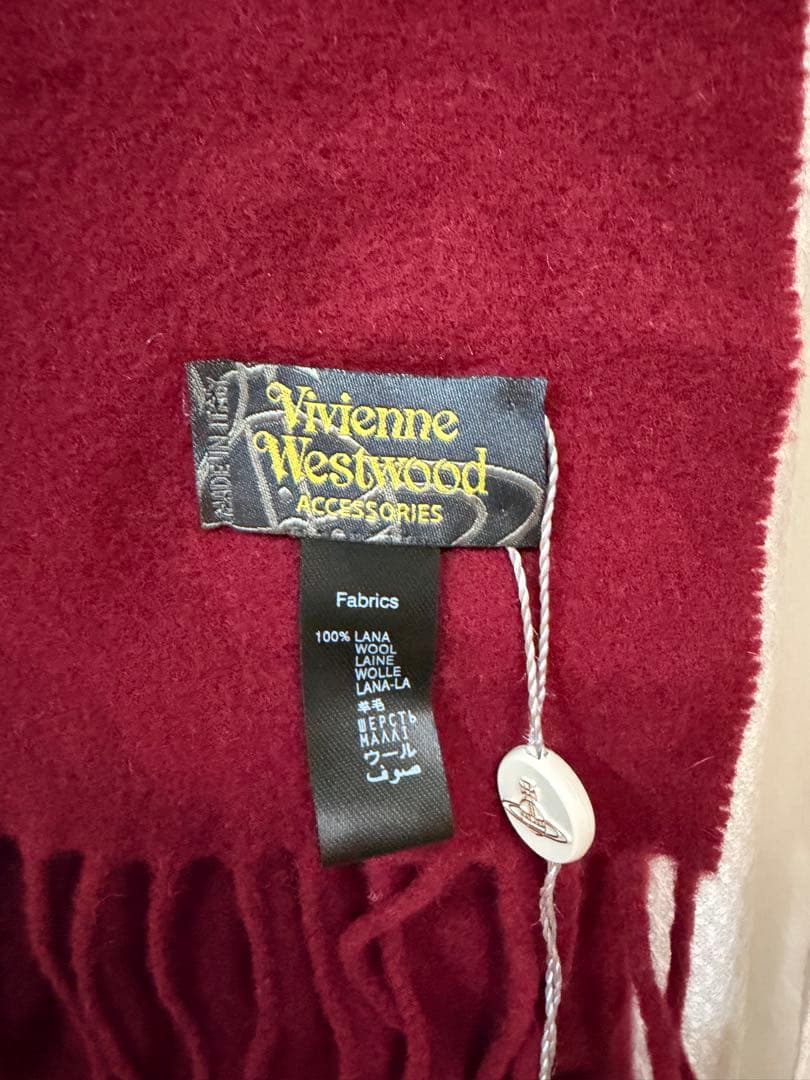 MADE IN ITALY
Vivienne
Westwood
ACCESSORIES
Fabrics
100% LANA
WOOL
LAINE
WOLLE
LANA-LA
羊毛
ШЕРСТЬ
ΜΑΛΛΙ
ウール
صوف